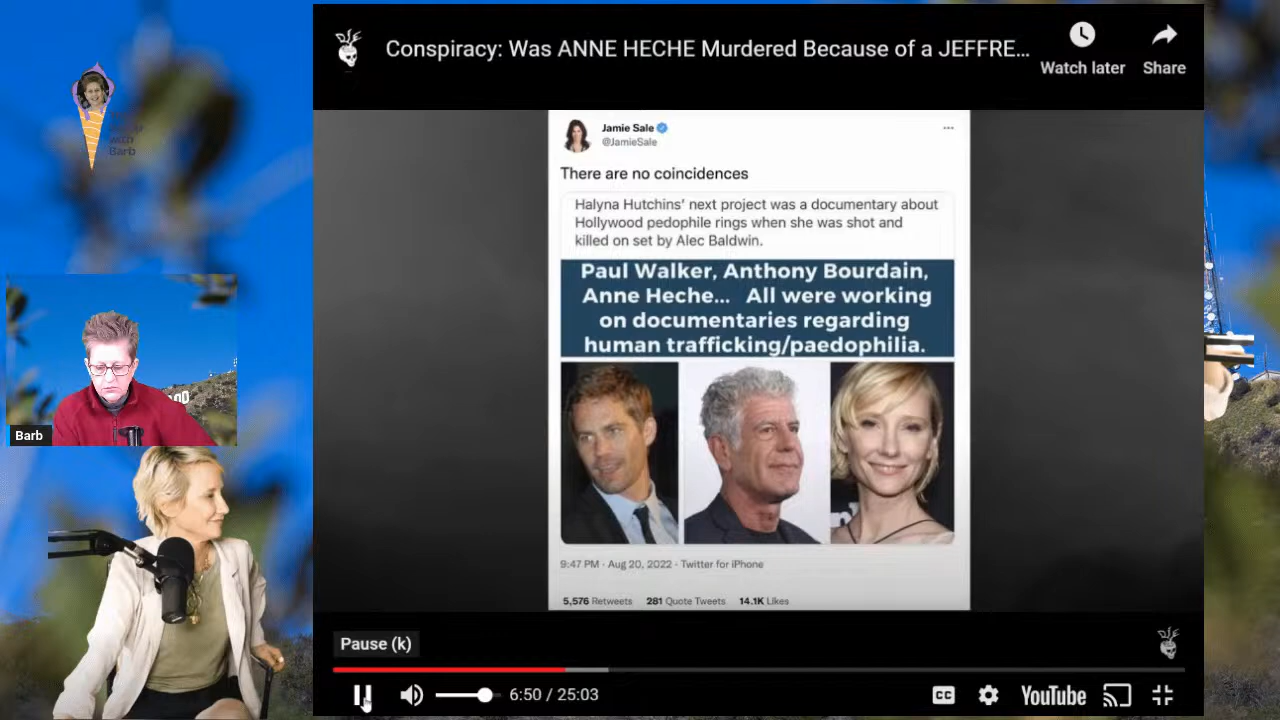 Conspiracy: Was ANNE HECHE Murdered Because of a JEFFRE...
Watch later
Share
Jamie Sale
@JamieSale
There are no coincidences
Halyna Hutchins' next project was a documentary about
Hollywood pedophile rings when she was shot and
killed on set by Alec Baldwin.
Paul Walker, Anthony Bourdain,
Anne Heche... All were working
on documentaries regarding
human trafficking/paedophilia.
9:47 PM · Aug 20, 2022 · Twitter for iPhone
5,576 Retweets 281 Quote Tweets 14.1K Likes
with
Barb
Barb
Pause (k)
6:50 / 25:03
CC
YouTube